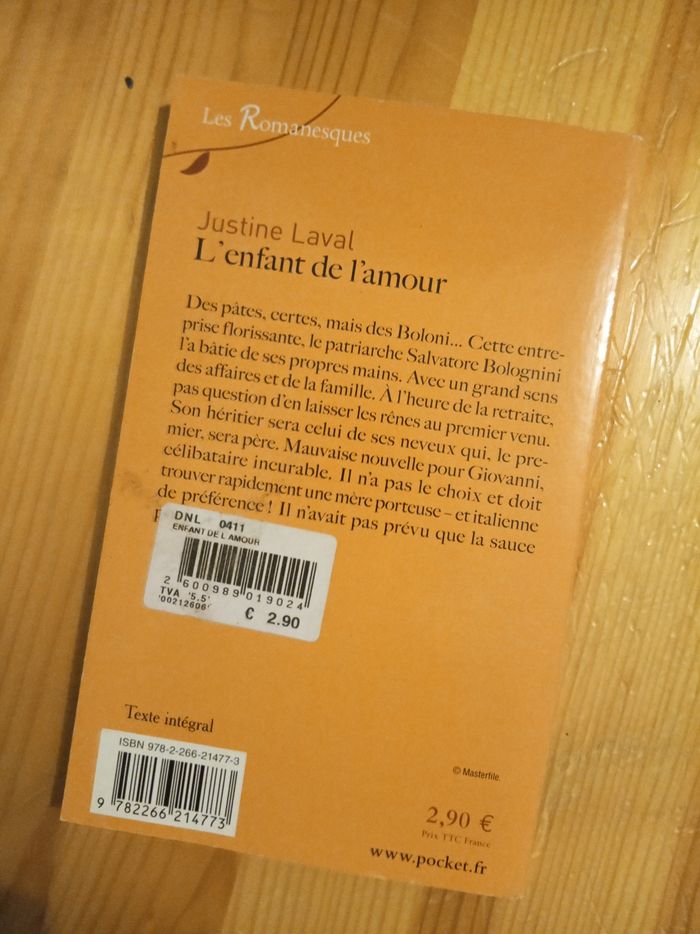 Les Romanesques
Justine Laval
L'enfant de l'amour
Des pâtes, certes, mais des Boloni... Cette entre-
prise florissante, le patriarche Salvatore Bolognini
l'a bâtie de ses propres mains. Avec un grand sens
des affaires et de la famille. À l'heure de la retraite,
pas question d'en laisser les rênes au premier venu.
Son héritier sera celui de ses neveux qui, le pre-
mier, sera père. Mauvaise nouvelle pour Giovanni,
célibataire incurable. Il n'a pas le choix et doit
trouver rapidement une mère porteuse – et italienne
de préférence ! Il n'avait pas prévu que la sauce
DNL 0411
ENFANT DE L AMOUR
2 600989 019024
TVA '5.5'
'00212606'
€ 2.90
Texte intégral
ISBN 978-2-266-21477-3
9 782266 214773
© Masterfile.
2,90 €
Prix TTC France
www.pocket.fr